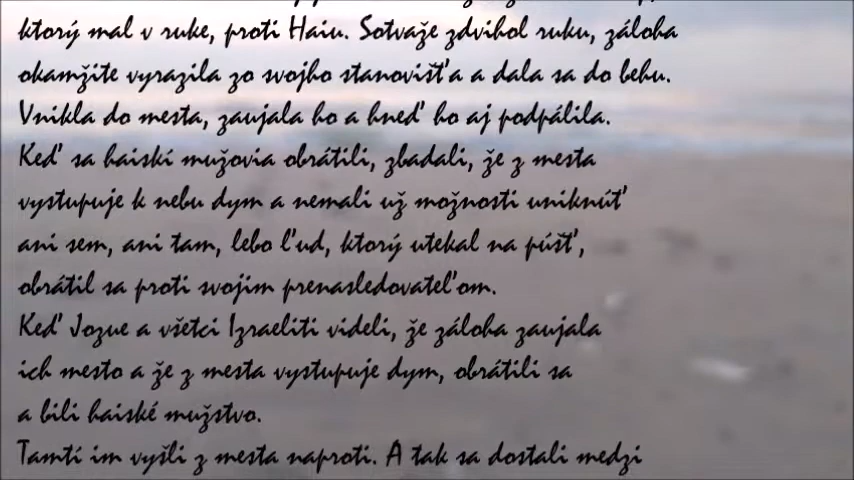 ktorý mal v ruke, proti Haiu. Sotvaže zdvihol ruku, záloha
okamžite vyrazila zo svojho stanovišťa a dala sa do behu.
Vnikla do mesta, zaujala ho a hneď ho aj podpálila.
Keď sa haiskí mužovia obrátili, zbadali, že z mesta
vystupuje k nebu dym a nemali už možnosti uniknúť
ani sem, ani tam, lebo ľud, ktorý utekal na púšť,
obrátil sa proti svojim prenasledovateľom.
Keď Jozue a všetci Izraeliti videli, že záloha zaujala
ich mesto a že z mesta vystupuje dym, obrátili sa
a bili haiské mužstvo.
Tamtí im vyšli z mesta naproti. A tak sa dostali medzi